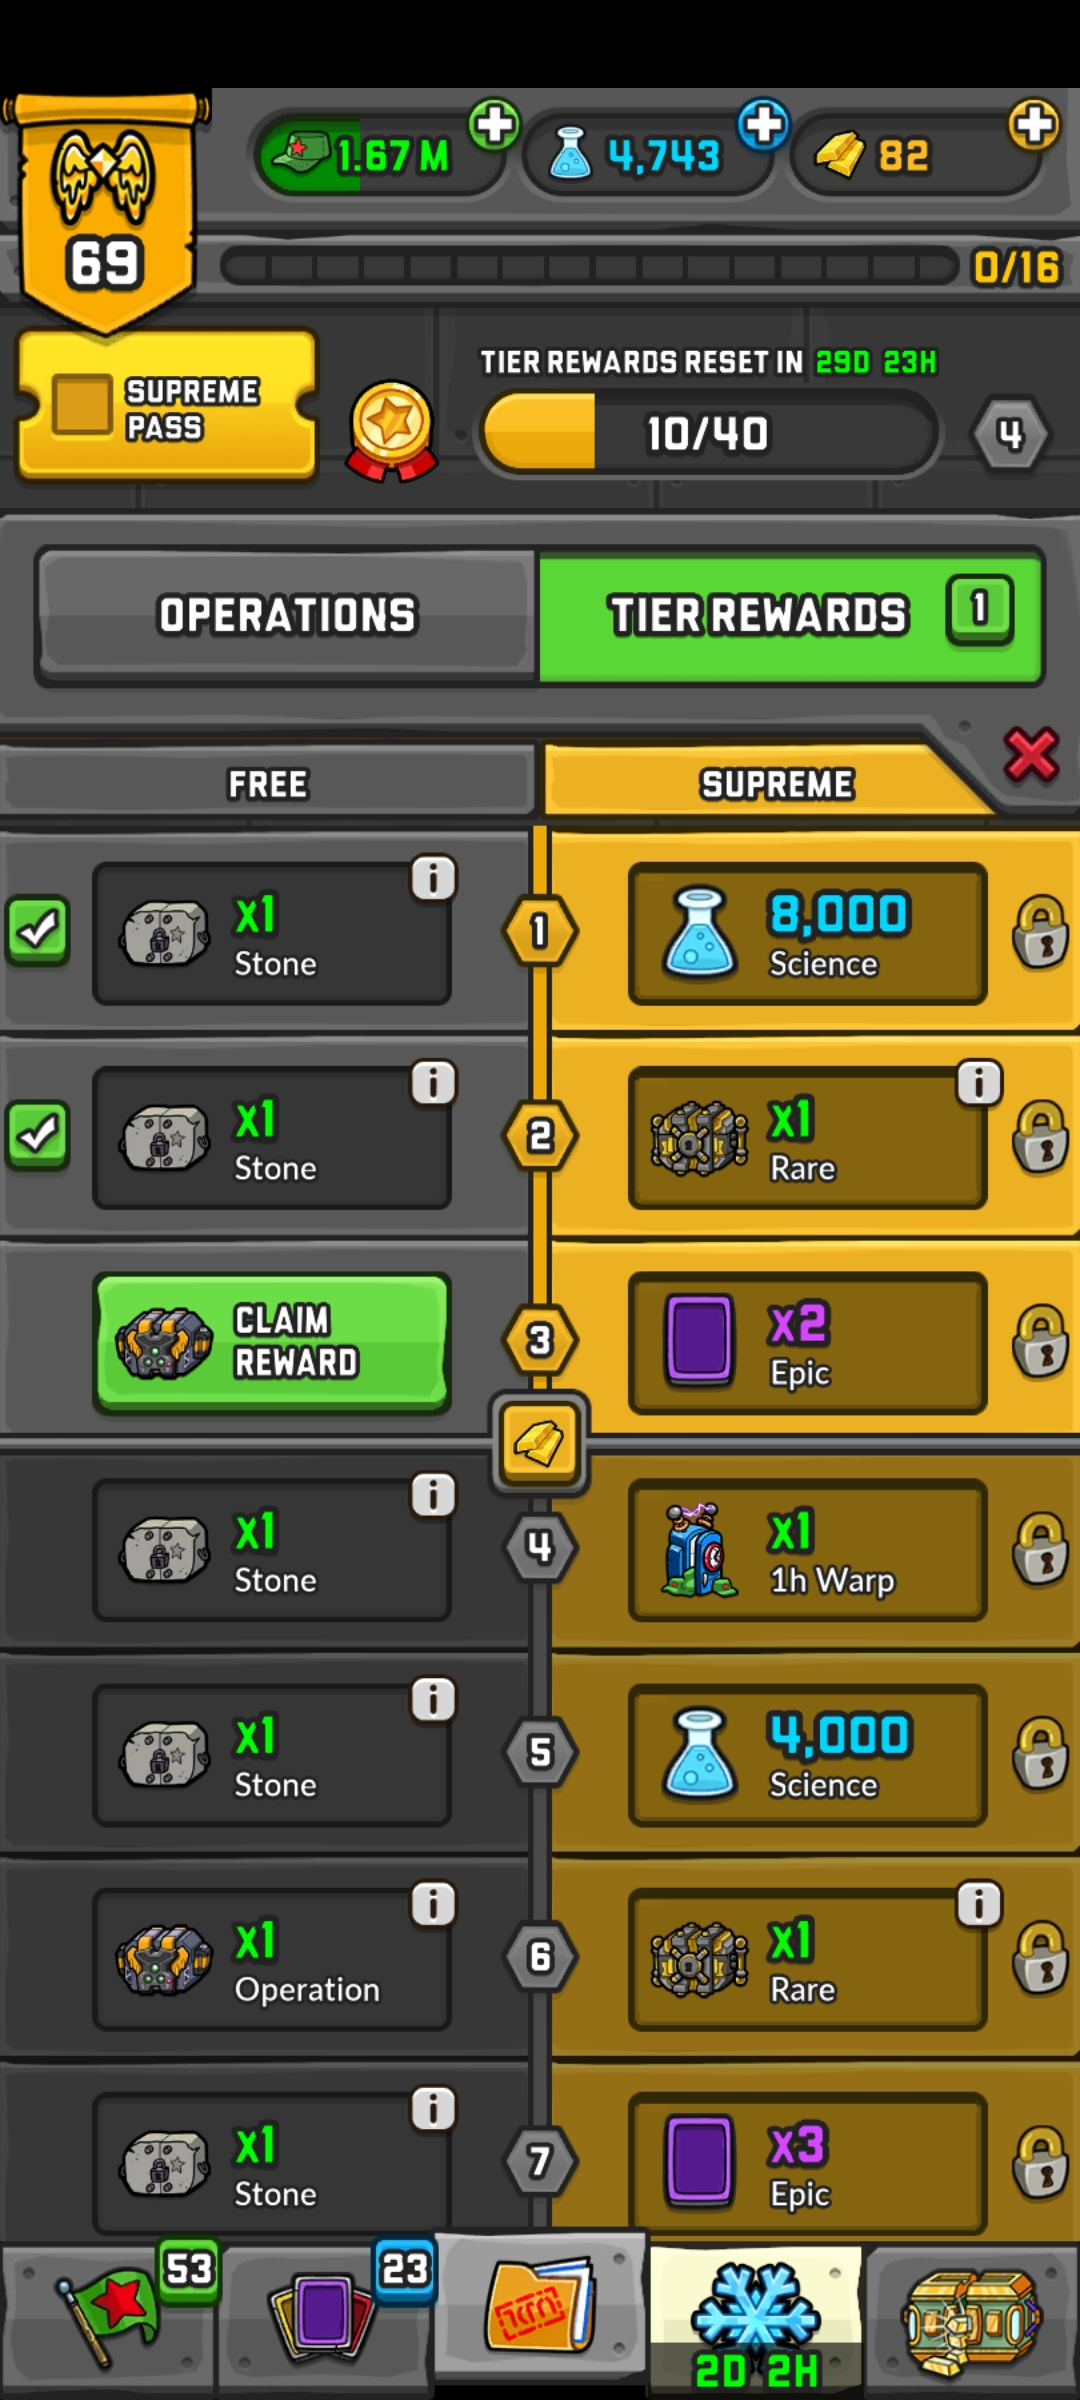 1.67 M
4,743
82
69
0/16
SUPREME
PASS
TIER REWARDS RESET IN 29D 23H
10/40
4
OPERATIONS
TIER REWARDS
1
FREE
SUPREME
X1
Stone
1
8,000
Science
X1
Stone
2
X1
Rare
CLAIM
REWARD
3
X2
Epic
X1
Stone
4
X1
1h Warp
X1
Stone
5
4,000
Science
X1
Operation
6
X1
Rare
X1
Stone
7
X3
Epic
53
23
2D 2H